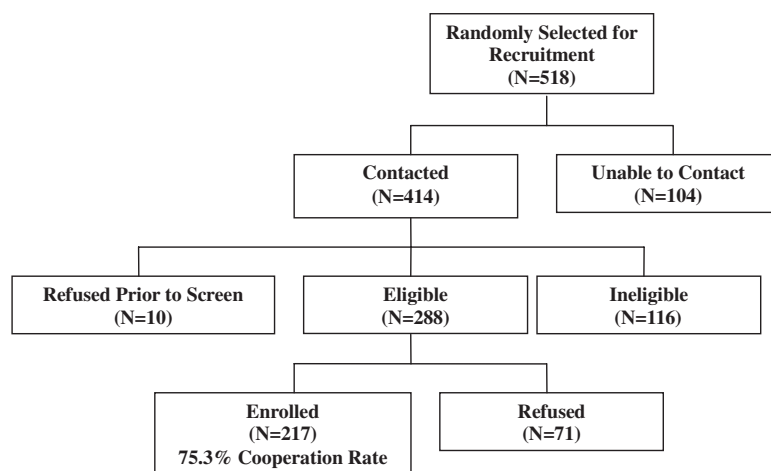 Randomly Selected for
Recruitment
(N=518)
Contacted
(N=414)
Unable to Contact
(N=104)
Refused Prior to Screen
(N=10)
Eligible
(N=288)
Ineligible
(N=116)
Enrolled
(N=217)
75.3% Cooperation Rate
Refused
(N=71)